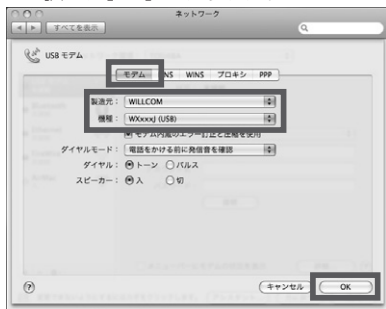 ネットワーク
すべてを表示
USB モデム
モデム NS WINS プロキシ PPP
製造元： WILLCOM
機種： WXxxxJ (USB)
モデム内蔵のエラー訂正と圧縮を使用
ダイヤルモード： 電話をかける前に発信音を確認
ダイヤル： トーン パルス
スピーカー： 入 切
? キャンセル OK